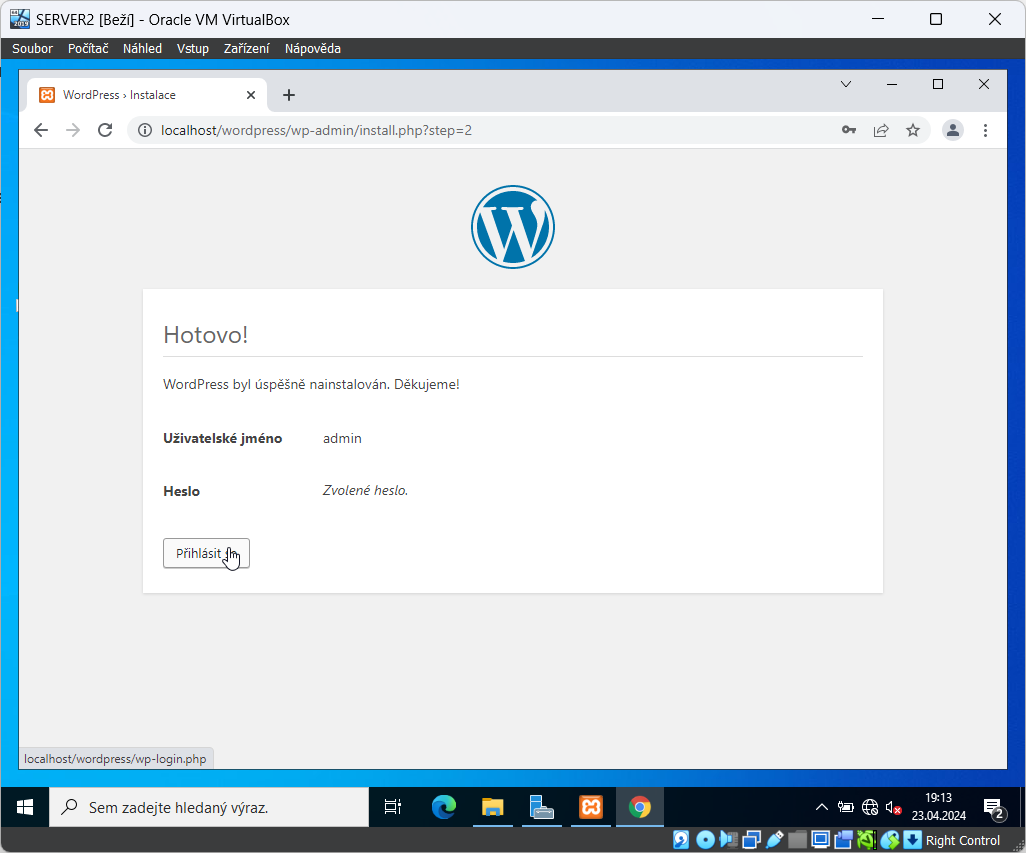 SERVER2 [Beží] - Oracle VM VirtualBox
Soubor Počítač Náhled Vstup Zařízení Nápověda
WordPress › Instalace
localhost/wordpress/wp-admin/install.php?step=2
Hotovo!
WordPress byl úspěšně nainstalován. Děkujeme!
Uživatelské jméno admin
Heslo Zvolené heslo.
Přihlásit
localhost/wordpress/wp-login.php
Sem zadejte hledaný výraz.
19:13
23.04.2024
2
Right Control